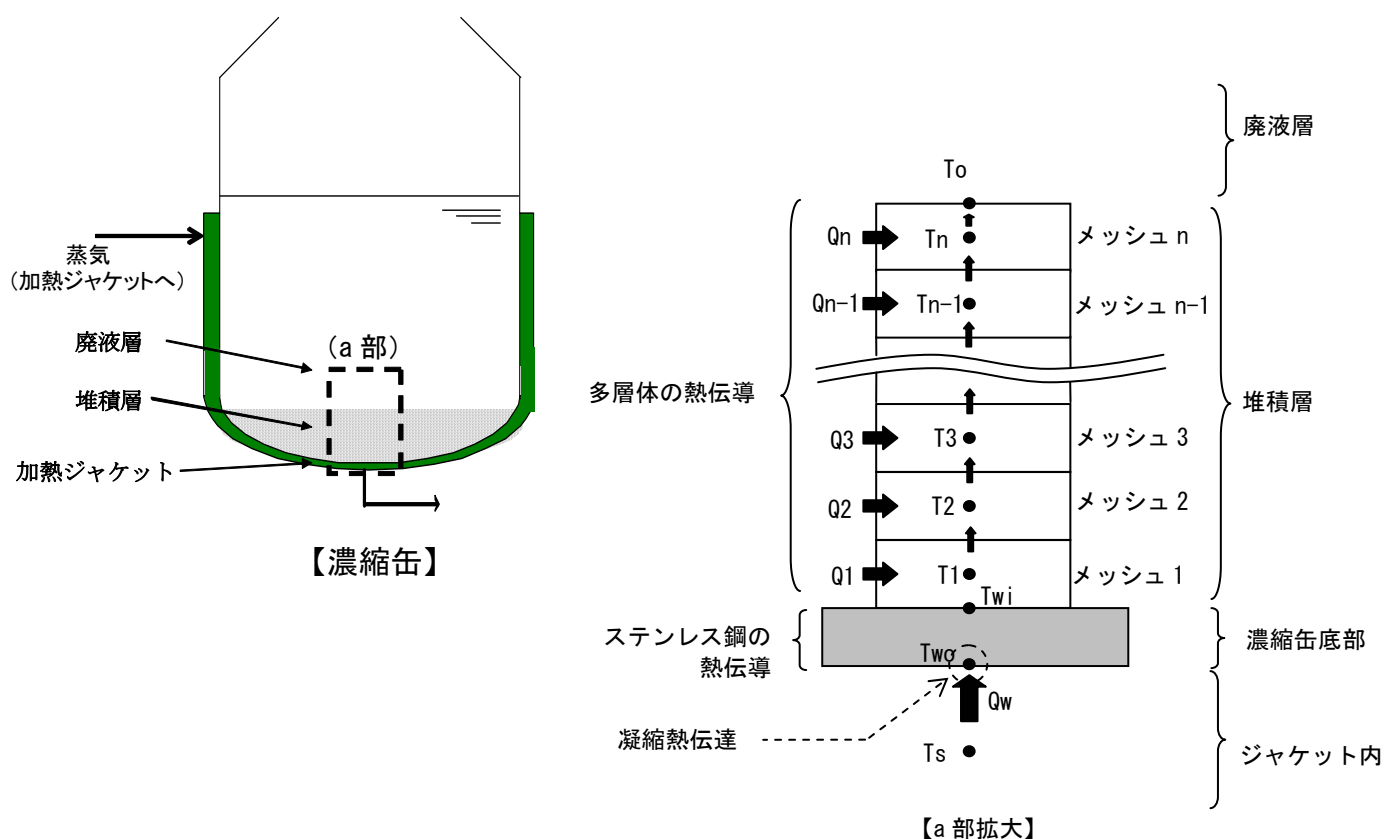 蒸気
(加熱ジャケットへ)
廃液層
(a 部)
堆積層
加熱ジャケット
【濃縮缶】
廃液層
To
Qn
Tn
メッシュ n
Qn-1
Tn-1
メッシュ n-1
多層体の熱伝導
堆積層
Q3
T3
メッシュ 3
Q2
T2
メッシュ 2
Q1
T1
メッシュ 1
Twi
ステンレス鋼の
熱伝導
濃縮缶底部
Two
Qw
凝縮熱伝達
Ts
ジャケット内
【a 部拡大】